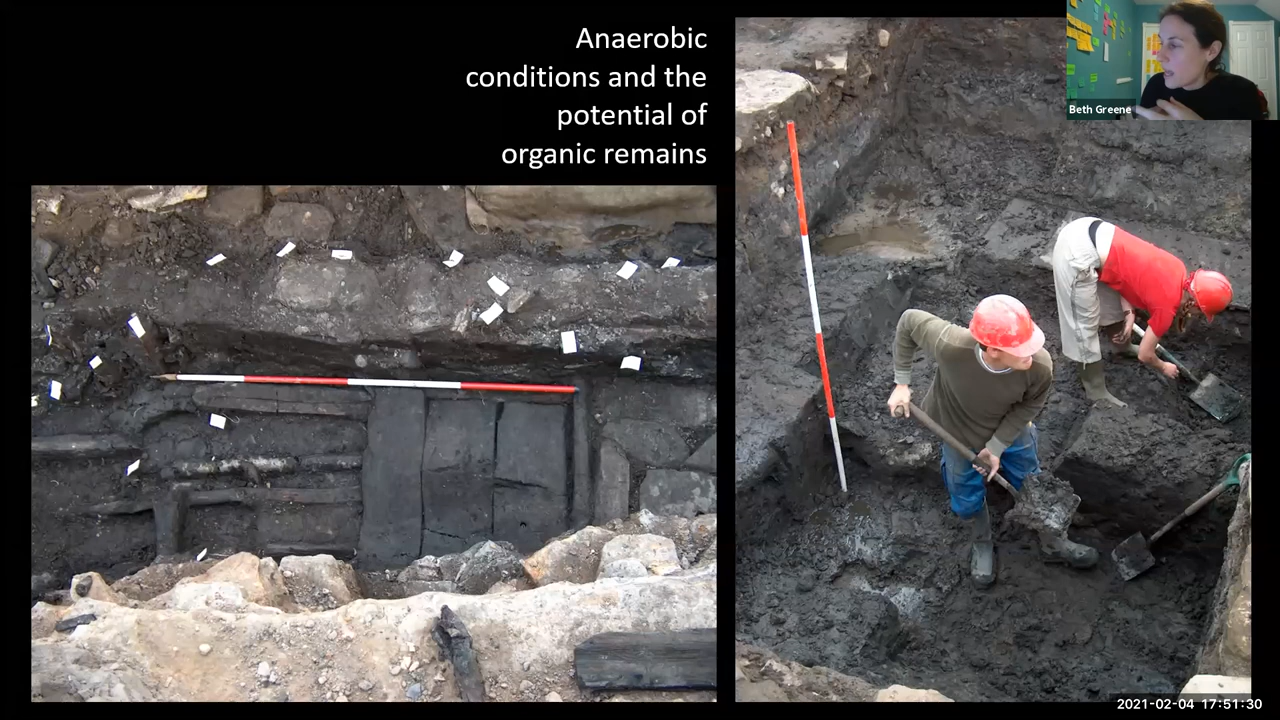 Anaerobic
conditions and the
potential of
organic remains
Beth Greene
2021-02-04 17:51:30